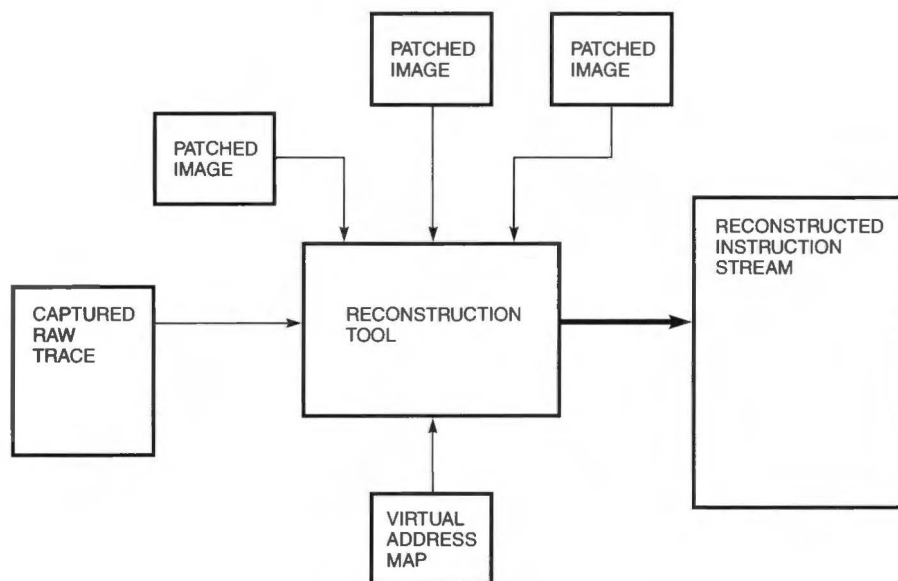 PATCHED
IMAGE
PATCHED
IMAGE
PATCHED
IMAGE
CAPTURED
RAW
TRACE
RECONSTRUCTION
TOOL
RECONSTRUCTED
INSTRUCTION
STREAM
VIRTUAL
ADDRESS
MAP